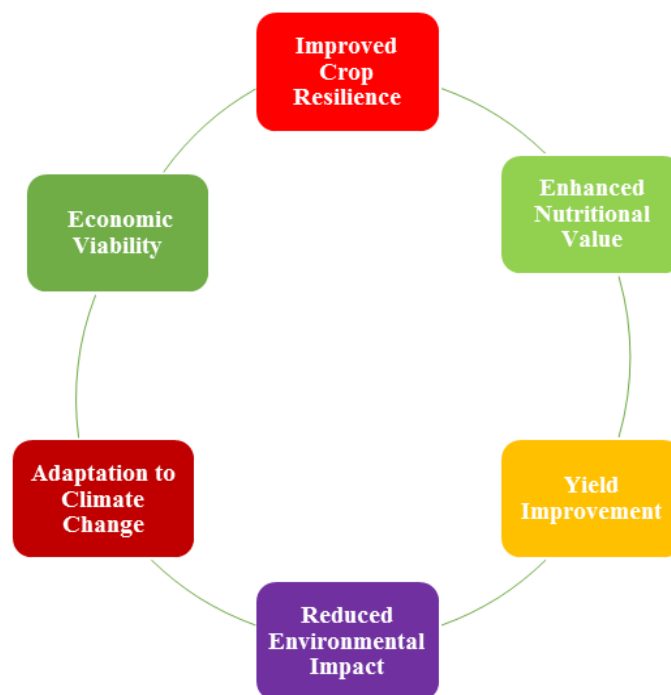 Improved
Crop
Resilience
Enhanced
Nutritional
Value
Economic
Viability
Adaptation to
Climate
Change
Yield
Improvement
Reduced
Environmental
Impact